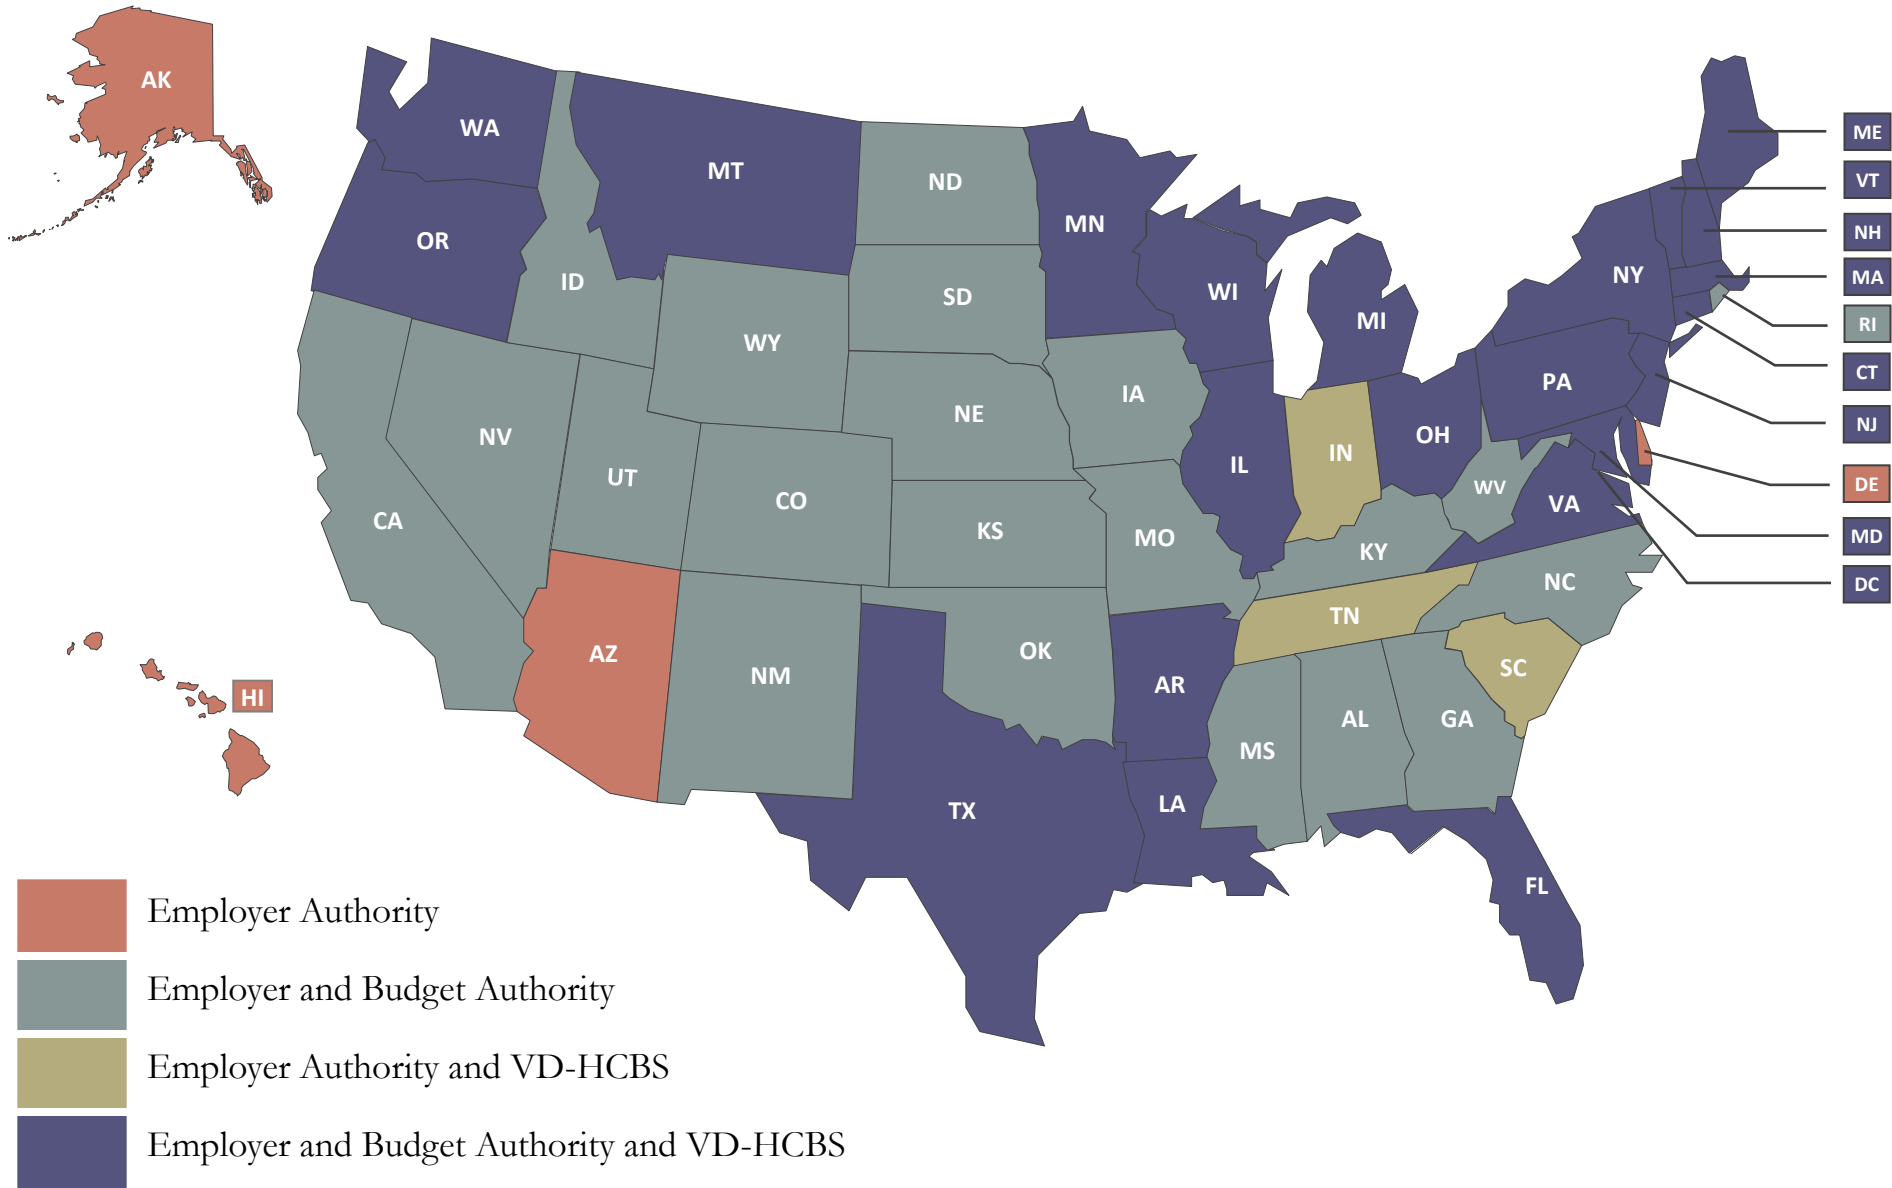 AK
WA
MT
ND
MN
ME
VT
NH
MA
RI
CT
NJ
DE
MD
DC
OR
ID
WY
SD
WI
MI
NY
PA
IA
NE
NV
UT
CO
CA
KS
MO
IL
IN
OH
WV
VA
KY
NC
TN
SC
AZ
NM
OK
AR
MS
AL
GA
TX
LA
FL
HI
Employer Authority
Employer and Budget Authority
Employer Authority and VD-HCBS
Employer and Budget Authority and VD-HCBS